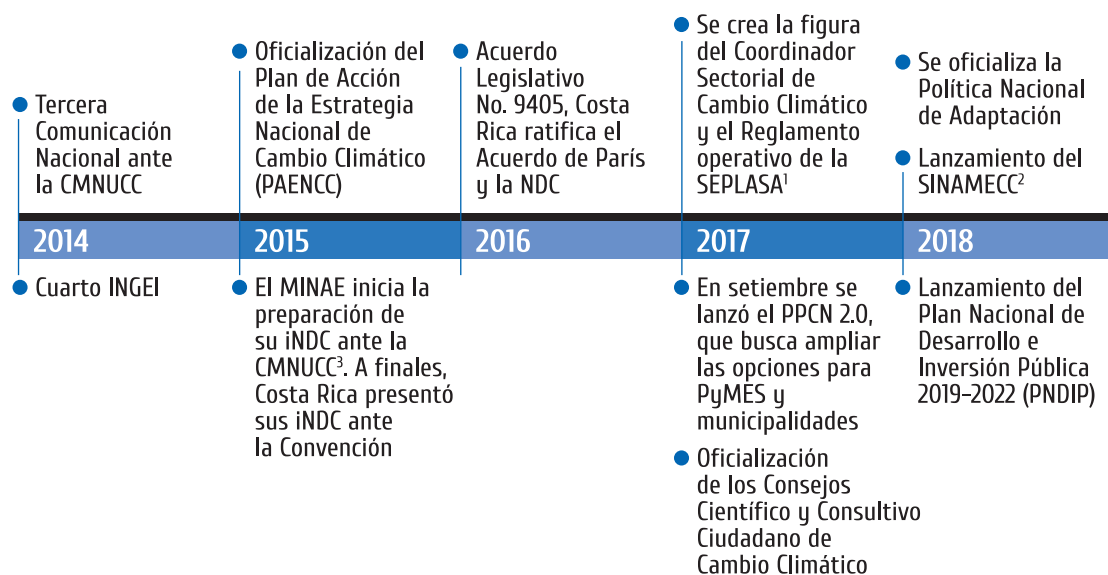 Tercera
Comunicación
Nacional ante
la CMNUCC
Oficialización del
Plan de Acción
de la Estrategia
Nacional de
Cambio Climático
(PAENCC)
Acuerdo
Legislativo
No. 9405, Costa
Rica ratifica el
Acuerdo de París
y la NDC
Se crea la figura
del Coordinador
Sectorial de
Cambio Climático
y el Reglamento
operativo de la
SEPLASA¹
Se oficializa la
Política Nacional
de Adaptación
Lanzamiento del
SINAMECC²
2014
2015
2016
2017
2018
Cuarto INGEI
El MINAE inicia la
preparación de
su iNDC ante la
CMNUCC³. A finales,
Costa Rica presentó
sus iNDC ante
la Convención
En setiembre se
lanzó el PPCN 2.0,
que busca ampliar
las opciones para
PyMES y
municipalidades
Oficialización
de los Consejos
Científico y Consultivo
Ciudadano de
Cambio Climático
Lanzamiento del
Plan Nacional de
Desarrollo e
Inversión Pública
2019–2022 (PNDIP)